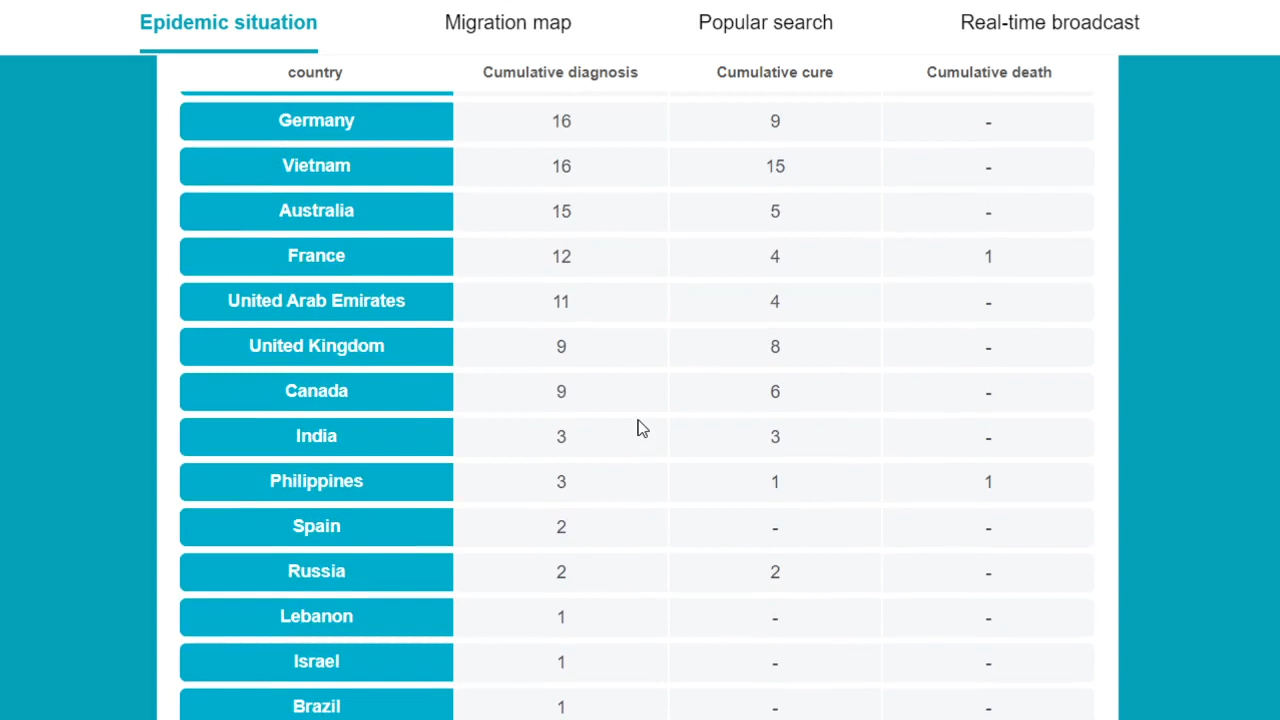 Epidemic situation Migration map Popular search Real-time broadcast
country Cumulative diagnosis Cumulative cure Cumulative death
Germany 16 9 -
Vietnam 16 15 -
Australia 15 5 -
France 12 4 1
United Arab Emirates 11 4 -
United Kingdom 9 8 -
Canada 9 6 -
India 3 3 -
Philippines 3 1 1
Spain 2 - -
Russia 2 2 -
Lebanon 1 - -
Israel 1 - -
Brazil 1 - -